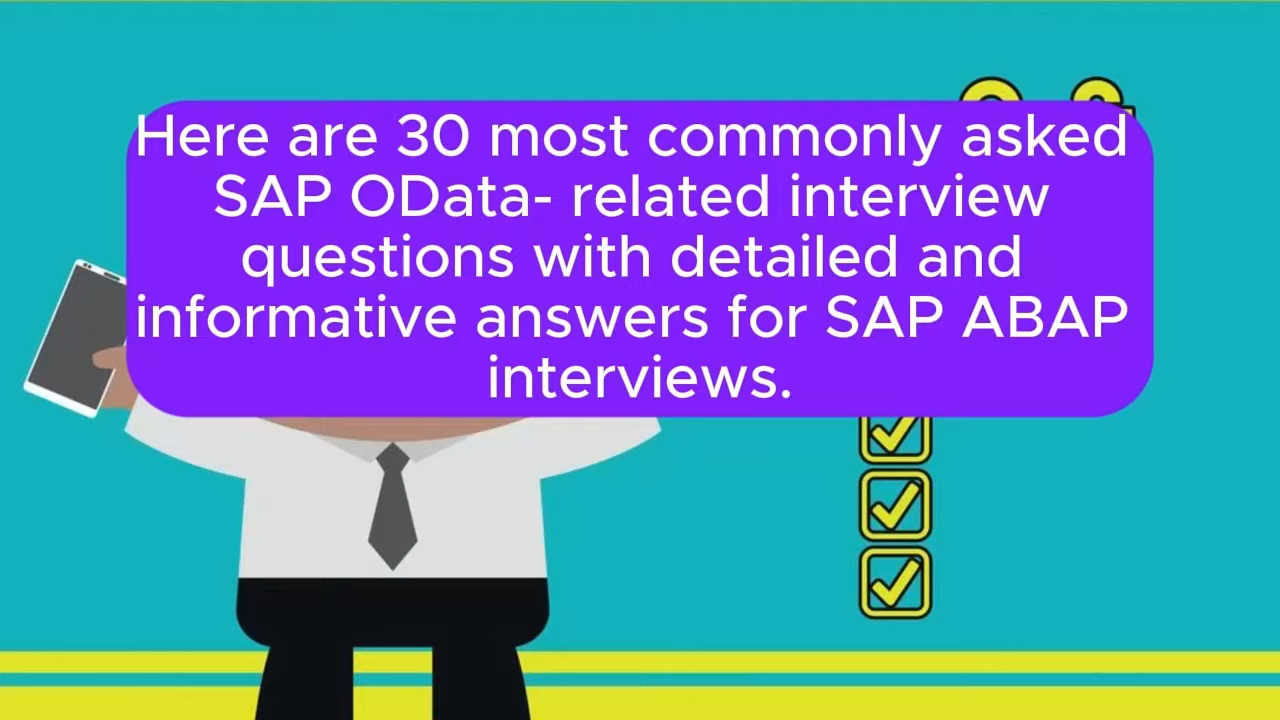 Here are 30 most commonly asked
SAP OData- related interview
questions with detailed and
informative answers for SAP ABAP
interviews.